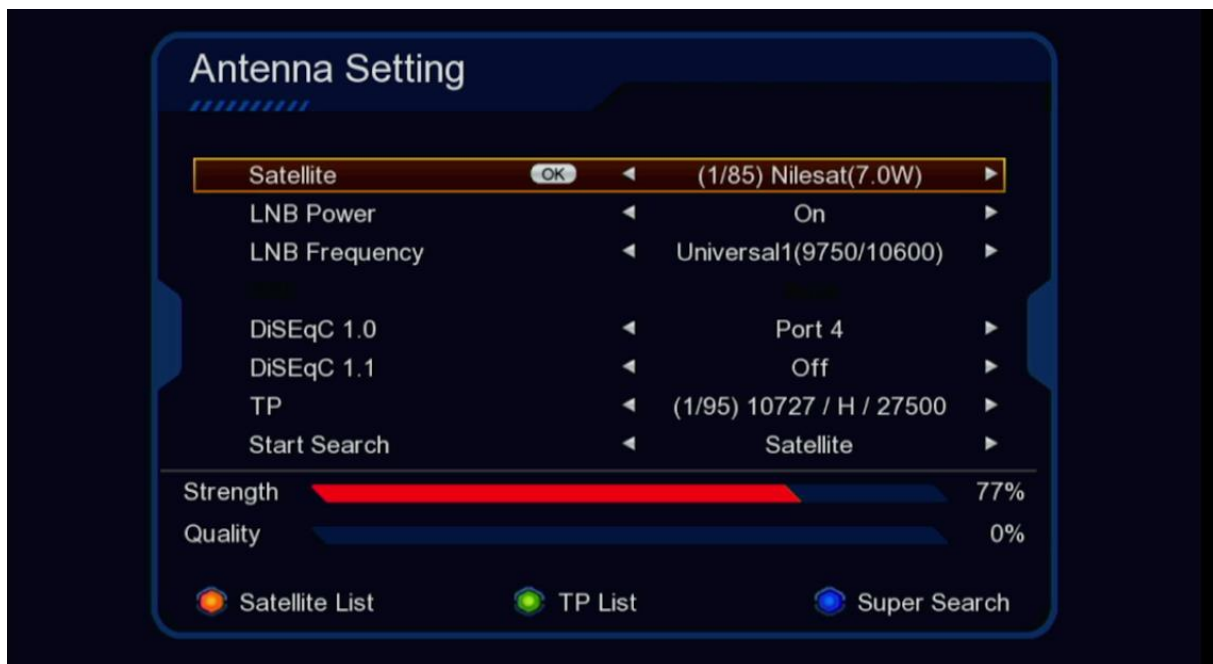 Antenna Setting
Satellite OK (1/85) Nilesat(7.0W)
LNB Power On
LNB Frequency Universal1(9750/10600)
DiSEqC 1.0 Port 4
DiSEqC 1.1 Off
TP (1/95) 10727 / H / 27500
Start Search Satellite
Strength 77%
Quality 0%
Satellite List TP List Super Search